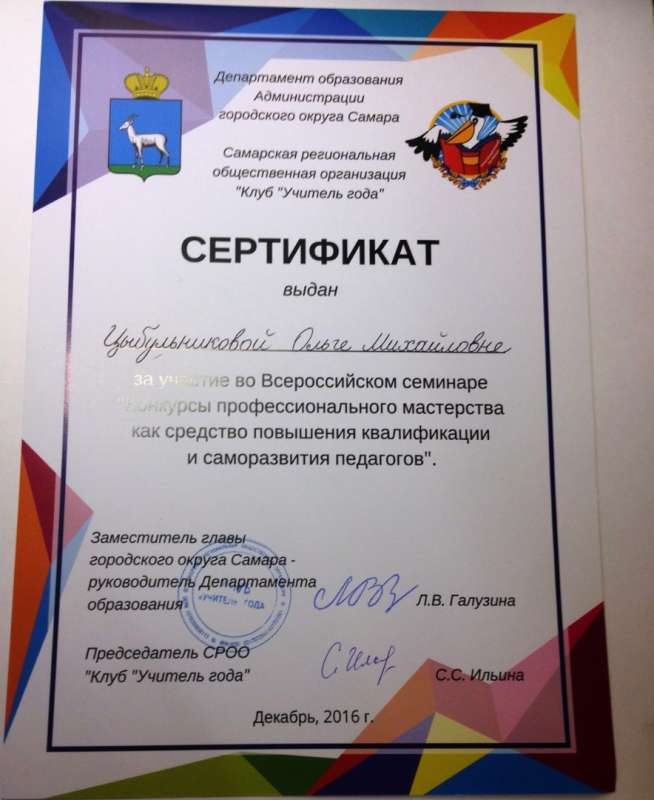 Департамент образования
Администрации
городского округа Самара
Самарская региональная
общественная организация
"Клуб "Учитель года"
СЕРТИФИКАТ
выдан
Цыбульниковой Ольге Михайловне
за участие во Всероссийском семинаре
"Конкурсы профессионального мастерства
как средство повышения квалификации
и саморазвития педагогов".
Заместитель главы
городского округа Самара -
руководитель Департамента
образования
Л.В. Галузина
«УЧИТЕЛЬ ГОДА
Председатель СРОО
"Клуб "Учитель года"
С.С. Ильина
Декабрь, 2016 г.